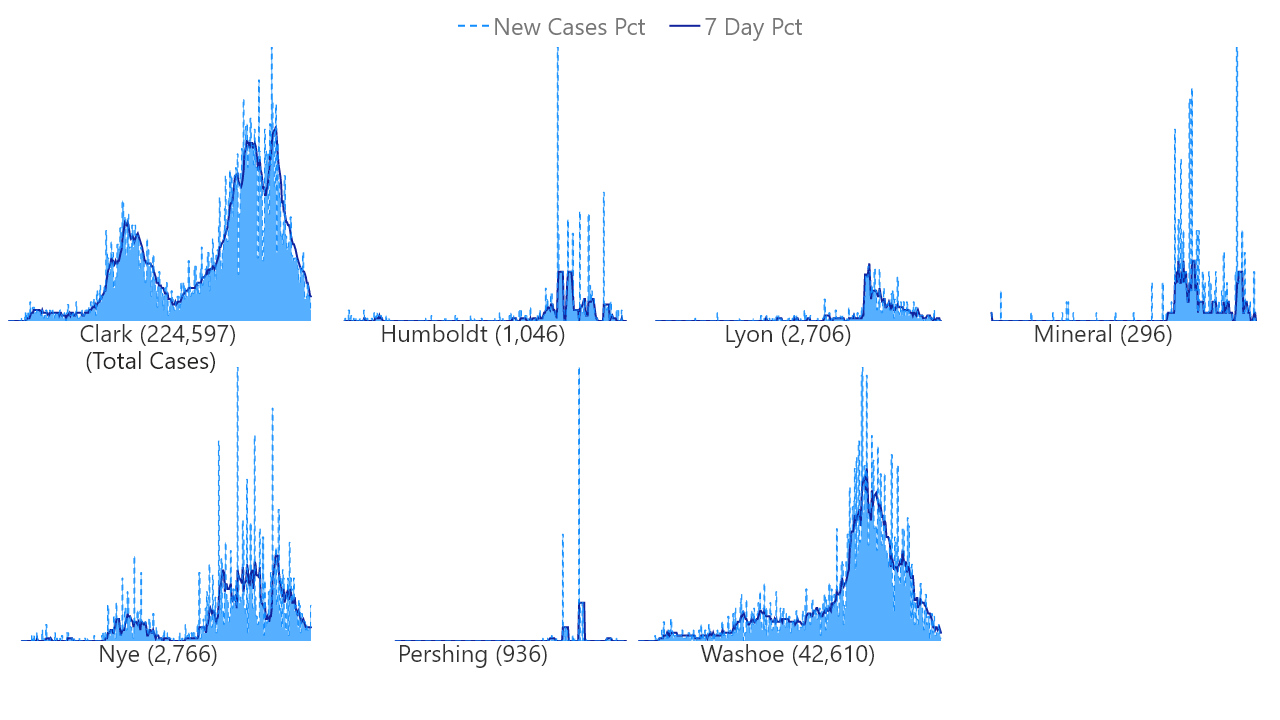 New Cases Pct 7 Day Pct
Clark (224,597) Humboldt (1,046) Lyon (2,706) Mineral (296)
(Total Cases)
Nye (2,766) Pershing (936) Washoe (42,610)